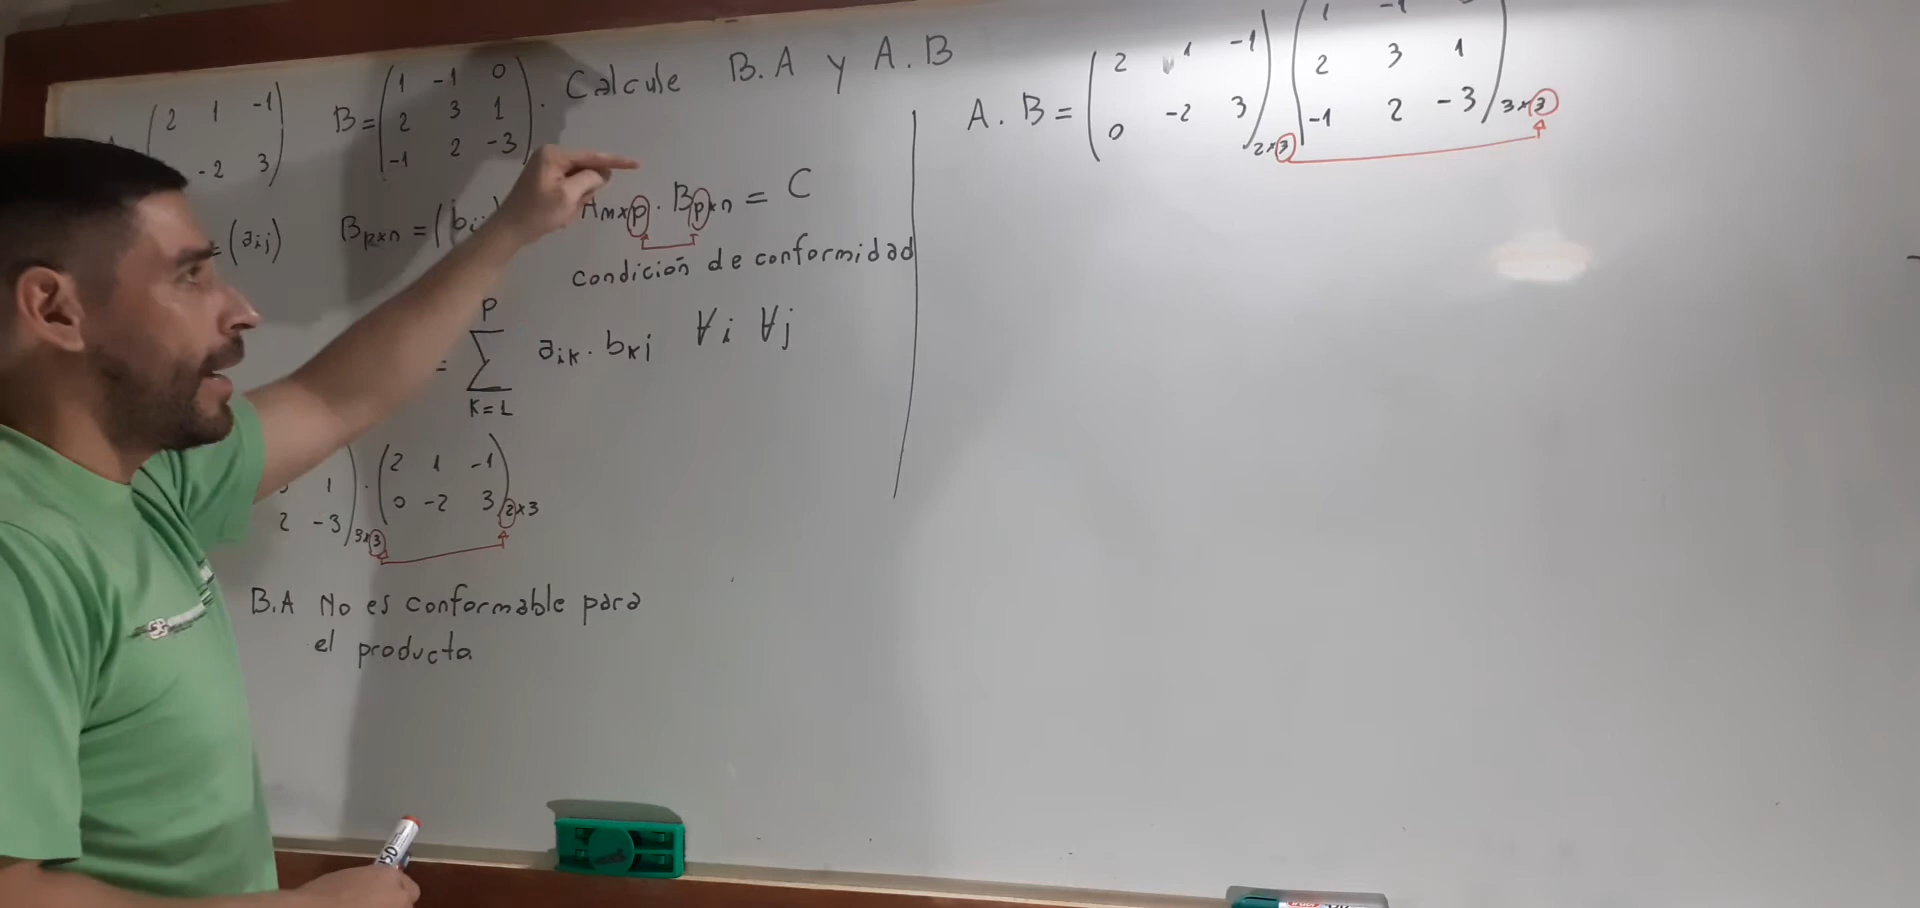 2 1 -1
-2 3
B = ( 1 -1 0
2 3 1
-1 2 -3 ) . Calcule B.A y A.B
= (aij) Bpxn = (bi
Amxp . Bpxn = C
condición de conformidad
= Σ P K=1 aik . bkj ∀i ∀j
1 ) . ( 2 1 -1
2 -3 ) 3x3 0 -2 3 ) 2x3
B.A No es conformable para
el producto.
A . B = ( 2 1 -1
0 -2 3 ) 2x3
( 1 -1
2 3 1
-1 2 -3 ) 3x3